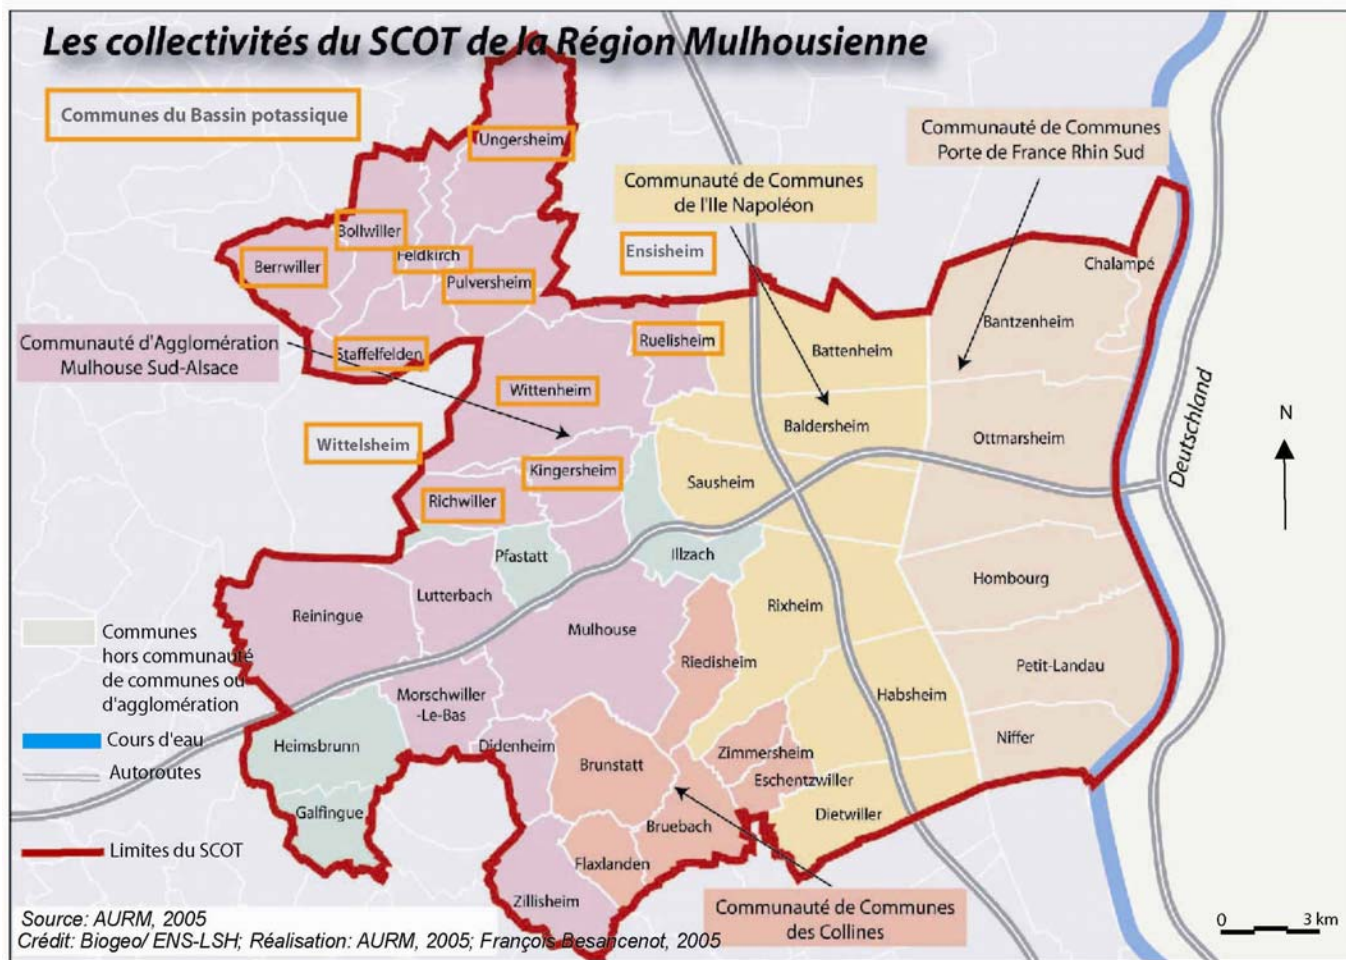 Les collectivités du SCOT de la Région Mulhousienne
Communes du Bassin potassique
Ungersheim
Communauté de Communes
Porte de France Rhin Sud
Communauté de Communes
de l'Ile Napoléon
Bollwiller
Feldkirch
Berrwiller
Pulversheim
Ensisheim
Chalampé
Bantzenheim
Communauté d'Agglomération
Mulhouse Sud-Alsace
Staffelfelden
Ruelisheim
Battenheim
Wittenheim
Baldersheim
Ottmarsheim
Deutschland
N
Wittelsheim
Kingersheim
Sausheim
Richwiller
Pfastatt
Illzach
Hombourg
Lutterbach
Rixheim
Reiningue
Mulhouse
Riedisheim
Petit-Landau
Communes
hors communauté
de communes ou
d'agglomération
Morschwiller
-Le-Bas
Habsheim
Niffer
Cours d'eau
Heimsbrunn
Didenheim
Brunstatt
Zimmersheim
Eschentzwiller
Autoroutes
Galfingue
Bruebach
Dietwiller
Limites du SCOT
Flaxlanden
Zillisheim
Communauté de Communes
des Collines
0 3 km
Source: AURM, 2005
Crédit: Biogeo/ ENS-LSH; Réalisation: AURM, 2005; François Besancenot, 2005